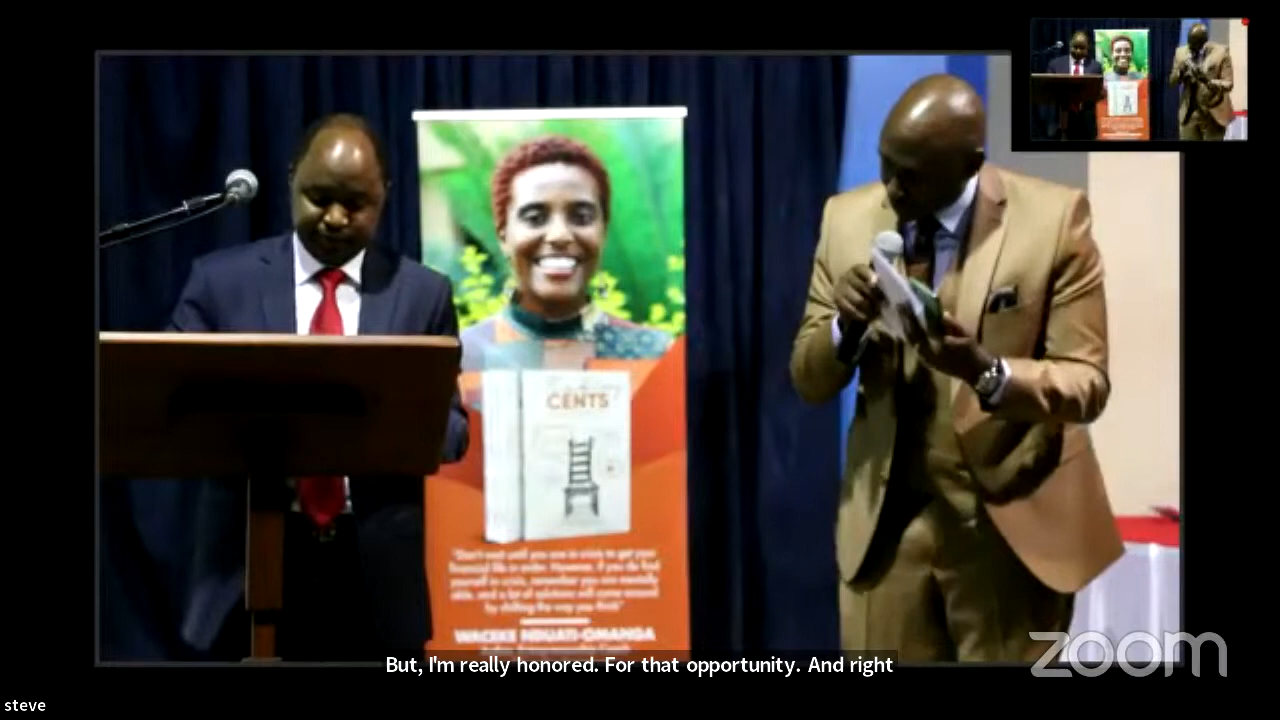 CENTS
"Don't wait until you are in crisis to get your
financial life in order. However, if you do find
yourself in crisis, remember you are mentally
able, and a lot of solutions will come around
by shifting the way you think"
WACEKE NDUATI-OMANGA
But, I'm really honored. For that opportunity. And right
zoom
steve